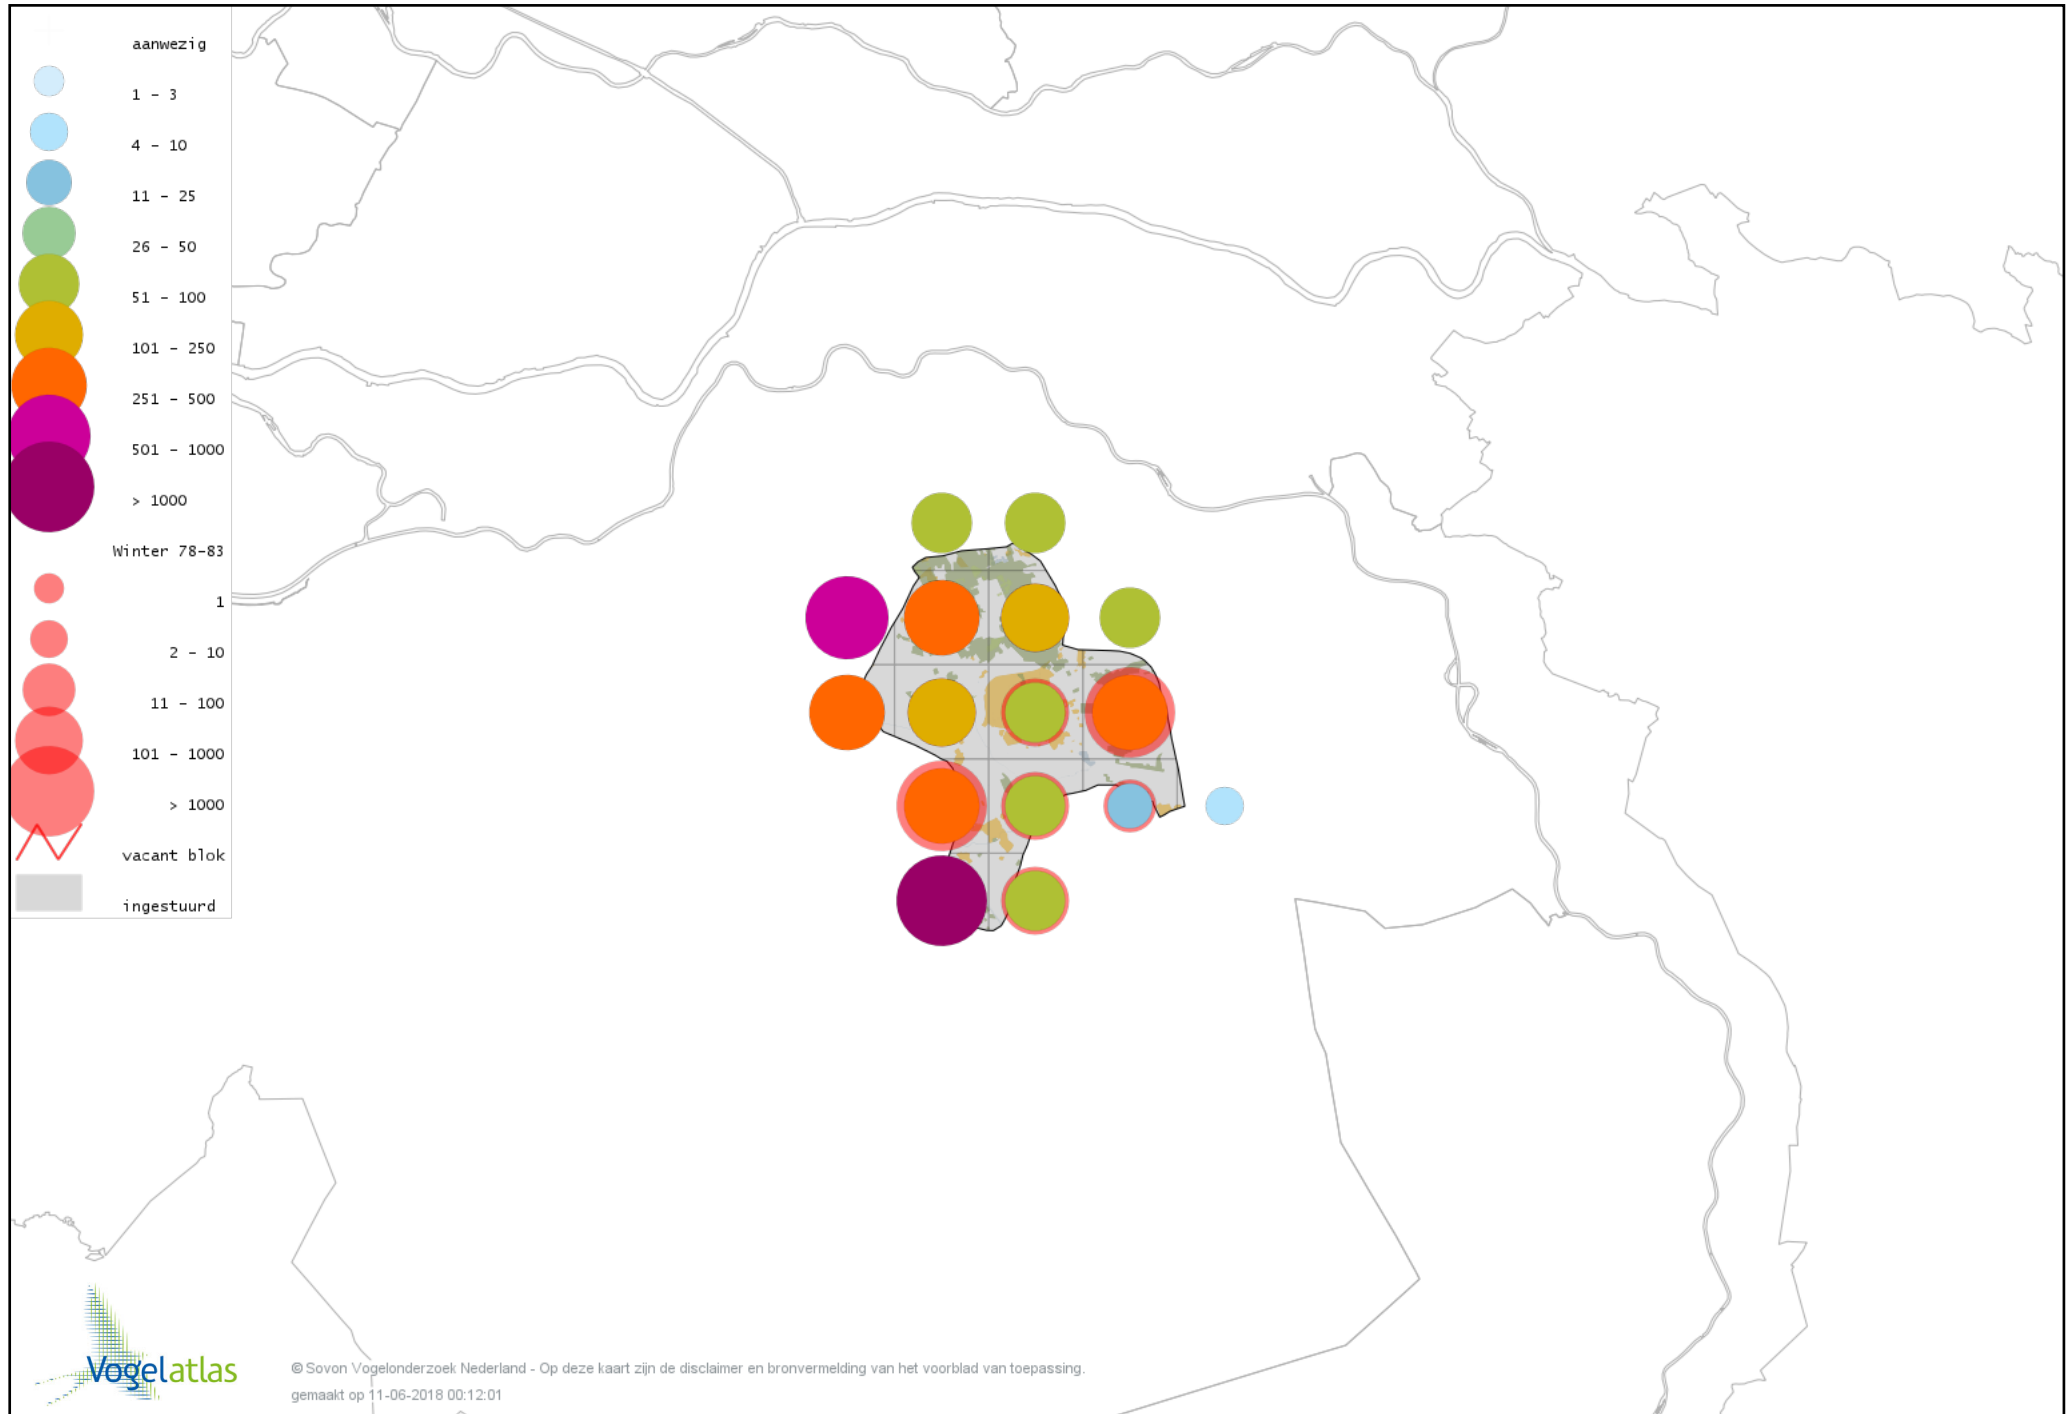 aanwezig
1 - 3
4 - 10
11 - 25
26 - 50
51 - 100
101 - 250
251 - 500
501 - 1000
> 1000
Winter 78-83
1
2 - 10
11 - 100
101 - 1000
> 1000
vacant blok
ingestuurd
Vogelatlas
© Sovon Vogelonderzoek Nederland - Op deze kaart zijn de disclaimer en bronvermelding van het voorblad van toepassing.
gemaakt op 11-06-2018 00:12:01